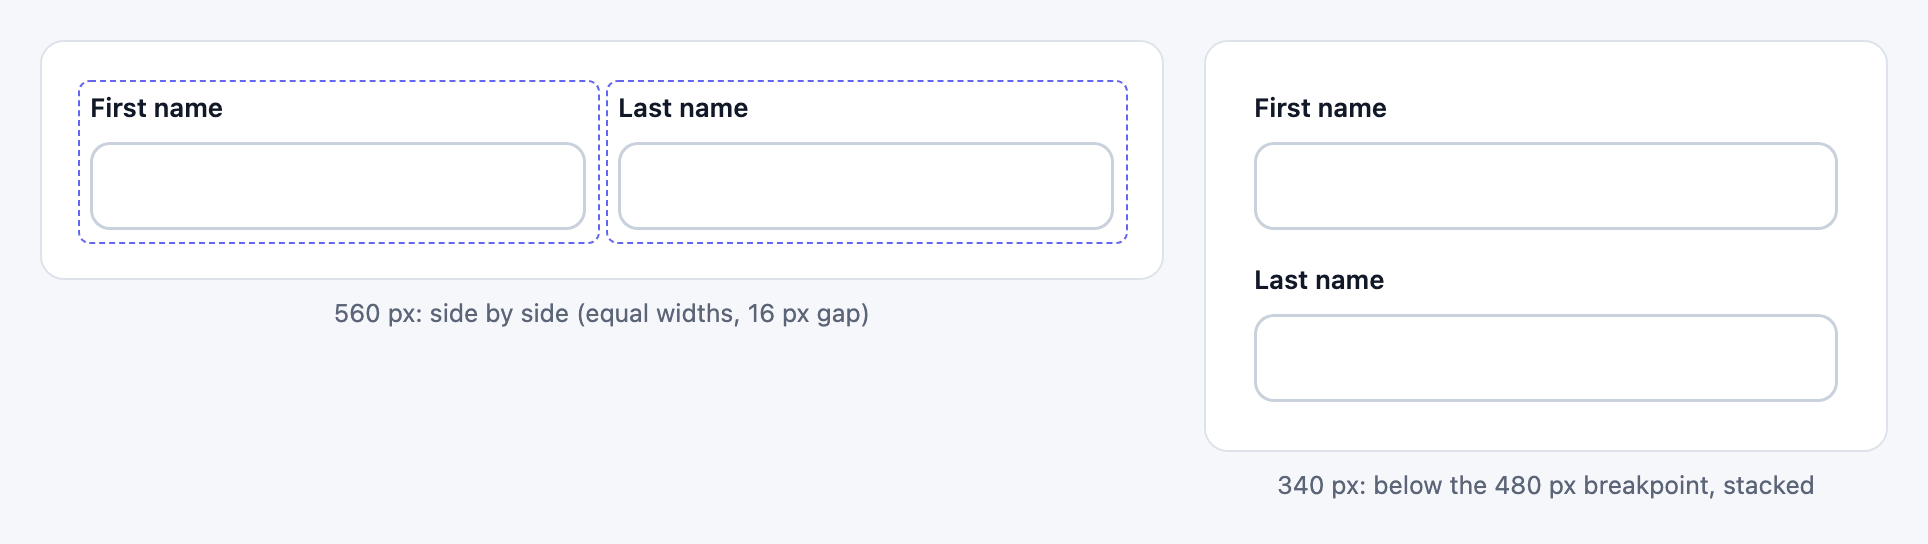 First name
Last name
560 px: side by side (equal widths, 16 px gap)
First name
Last name
340 px: below the 480 px breakpoint, stacked